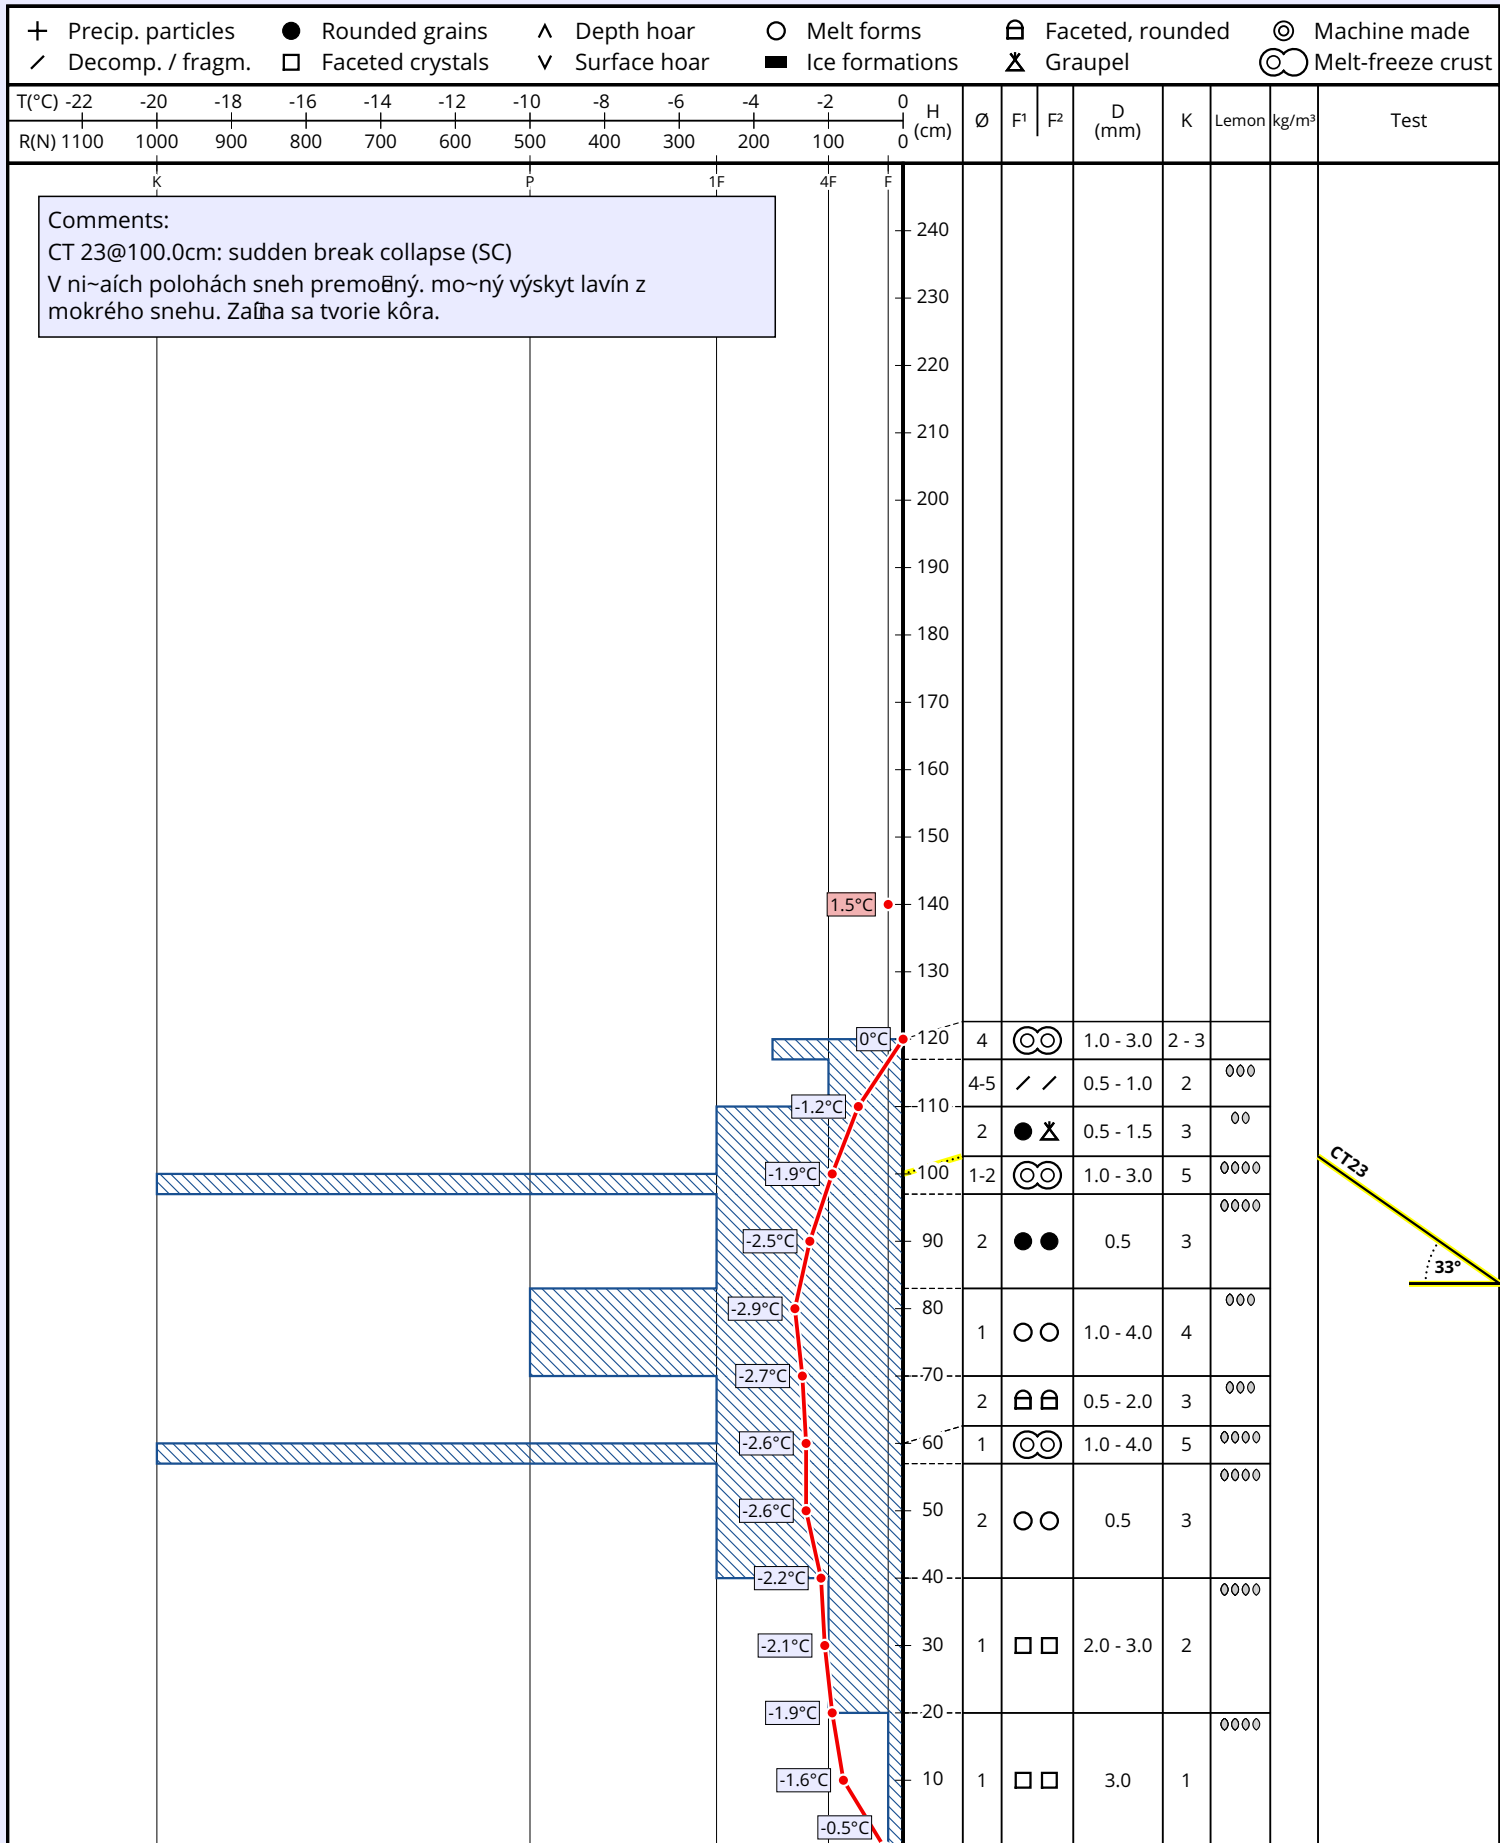 Precip. particles Rounded grains Depth hoar Melt forms Faceted, rounded Machine made
Decomp. / fragm. Faceted crystals Surface hoar Ice formations Graupel Melt-freeze crust
T(°C) -22 -20 -18 -16 -14 -12 -10 -8 -6 -4 -2 0
R(N) 1100 1000 900 800 700 600 500 400 300 200 100 0
H (cm) Ø F¹ F² D (mm) K Lemon kg/m³ Test
K P 1F 4F F
Comments:
CT 23@100.0cm: sudden break collapse (SC)
V ni~aích polohách sneh mo~ný výskyt lavín z
mokrého snehu. sa tvorie kôra.
240
230
220
210
200
190
180
170
160
150
1.5°C 140
130
0°C 120 4 1.0 - 3.0 2 - 3
4-5 0.5 - 1.0 2
-1.2°C 110
2 0.5 - 1.5 3
-1.9°C 100 1-2 1.0 - 3.0 5
CT23
-2.5°C 90 2 0.5 3
33°
-2.9°C 80
1 1.0 - 4.0 4
-2.7°C 70
2 0.5 - 2.0 3
-2.6°C 60 1 1.0 - 4.0 5
-2.6°C 50 2 0.5 3
-2.2°C 40
-2.1°C 30 1 2.0 - 3.0 2
-1.9°C 20
-1.6°C 10 1 3.0 1
-0.5°C